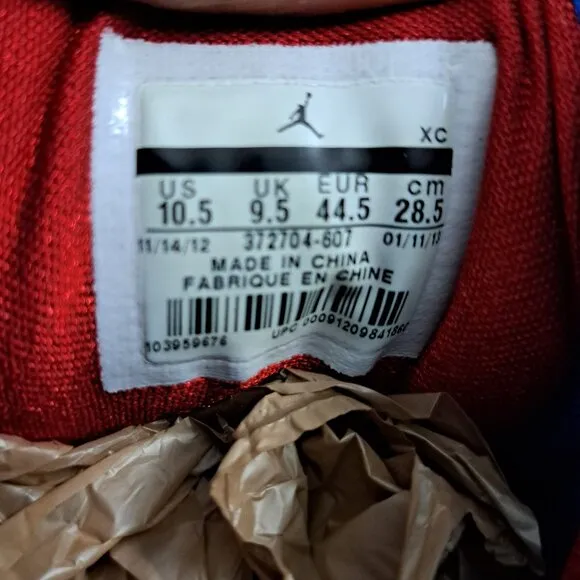 XC
US UK EUR cm
10.5 9.5 44.5 28.5
11/14/12 372704-607 01/11/13
MADE IN CHINA
FABRIQUE EN CHINE
103959676 UPC